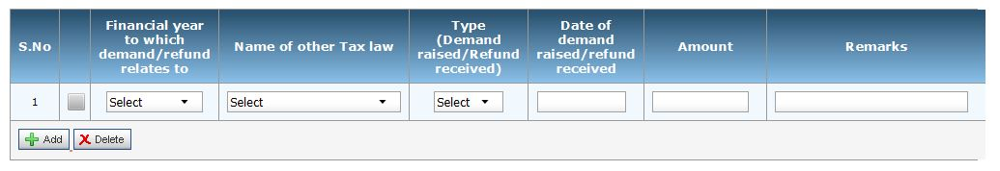 S.No
Financial year
to which
demand/refund
relates to
Name of other Tax law
Type
(Demand
raised/Refund
received)
Date of
demand
raised/refund
received
Amount
Remarks
1
Select
Select
Select
Add
Delete